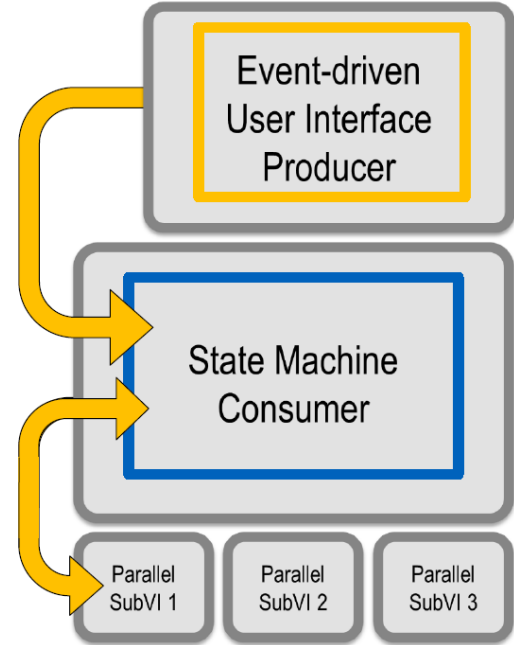 Event-driven
User Interface
Producer
State Machine
Consumer
Parallel
SubVI 1
Parallel
SubVI 2
Parallel
SubVI 3